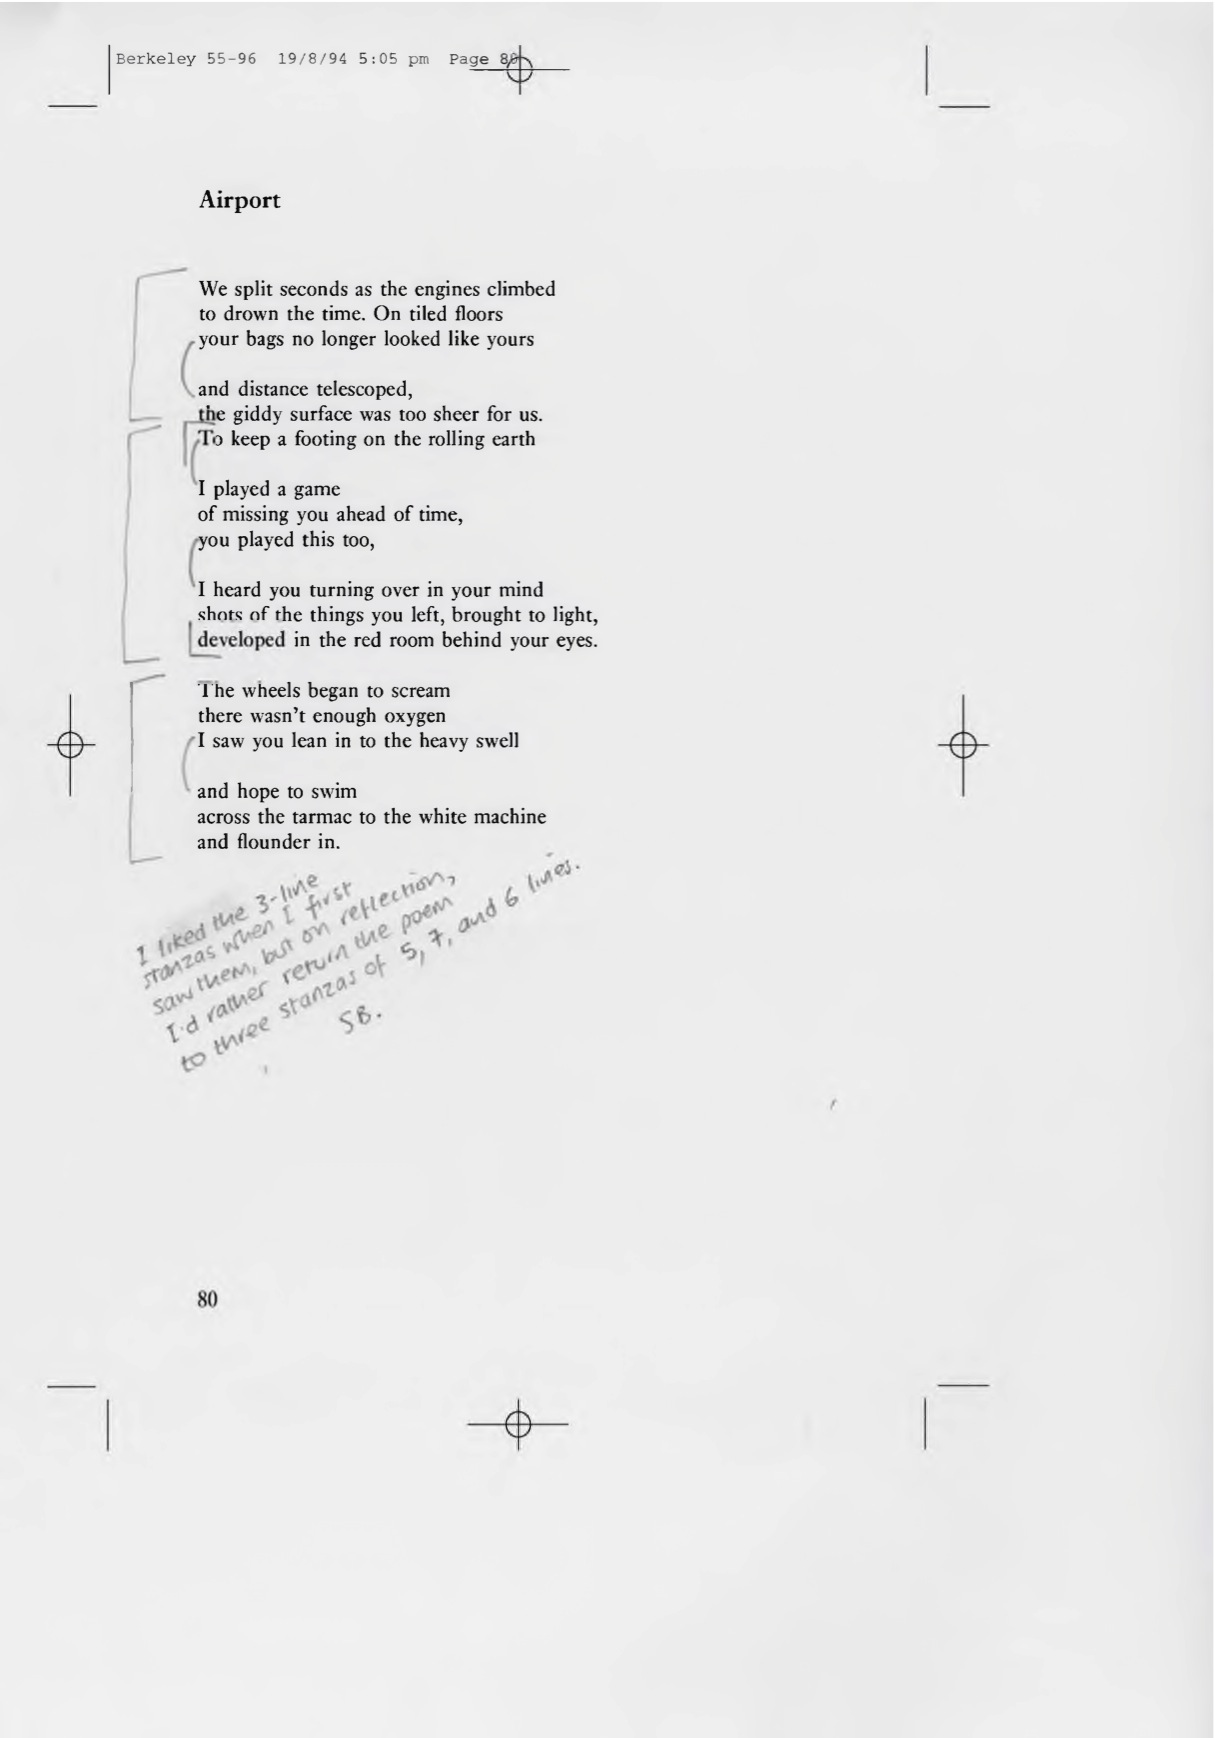 Berkeley 55-96 19/8/94 5:05 pm Page 80
Airport
We split seconds as the engines climbed
to drown the time. On tiled floors
your bags no longer looked like yours
and distance telescoped,
the giddy surface was too sheer for us.
To keep a footing on the rolling earth
I played a game
of missing you ahead of time,
you played this too,
I heard you turning over in your mind
shots of the things you left, brought to light,
developed in the red room behind your eyes.
The wheels began to scream
there wasn't enough oxygen
I saw you lean in to the heavy swell
and hope to swim
across the tarmac to the white machine
and flounder in.
I liked the 3-line
stanzas when I first
saw them, but on reflection,
I'd rather return the poem
to three stanzas of 5, 7, and 6 lines.
SB.
80